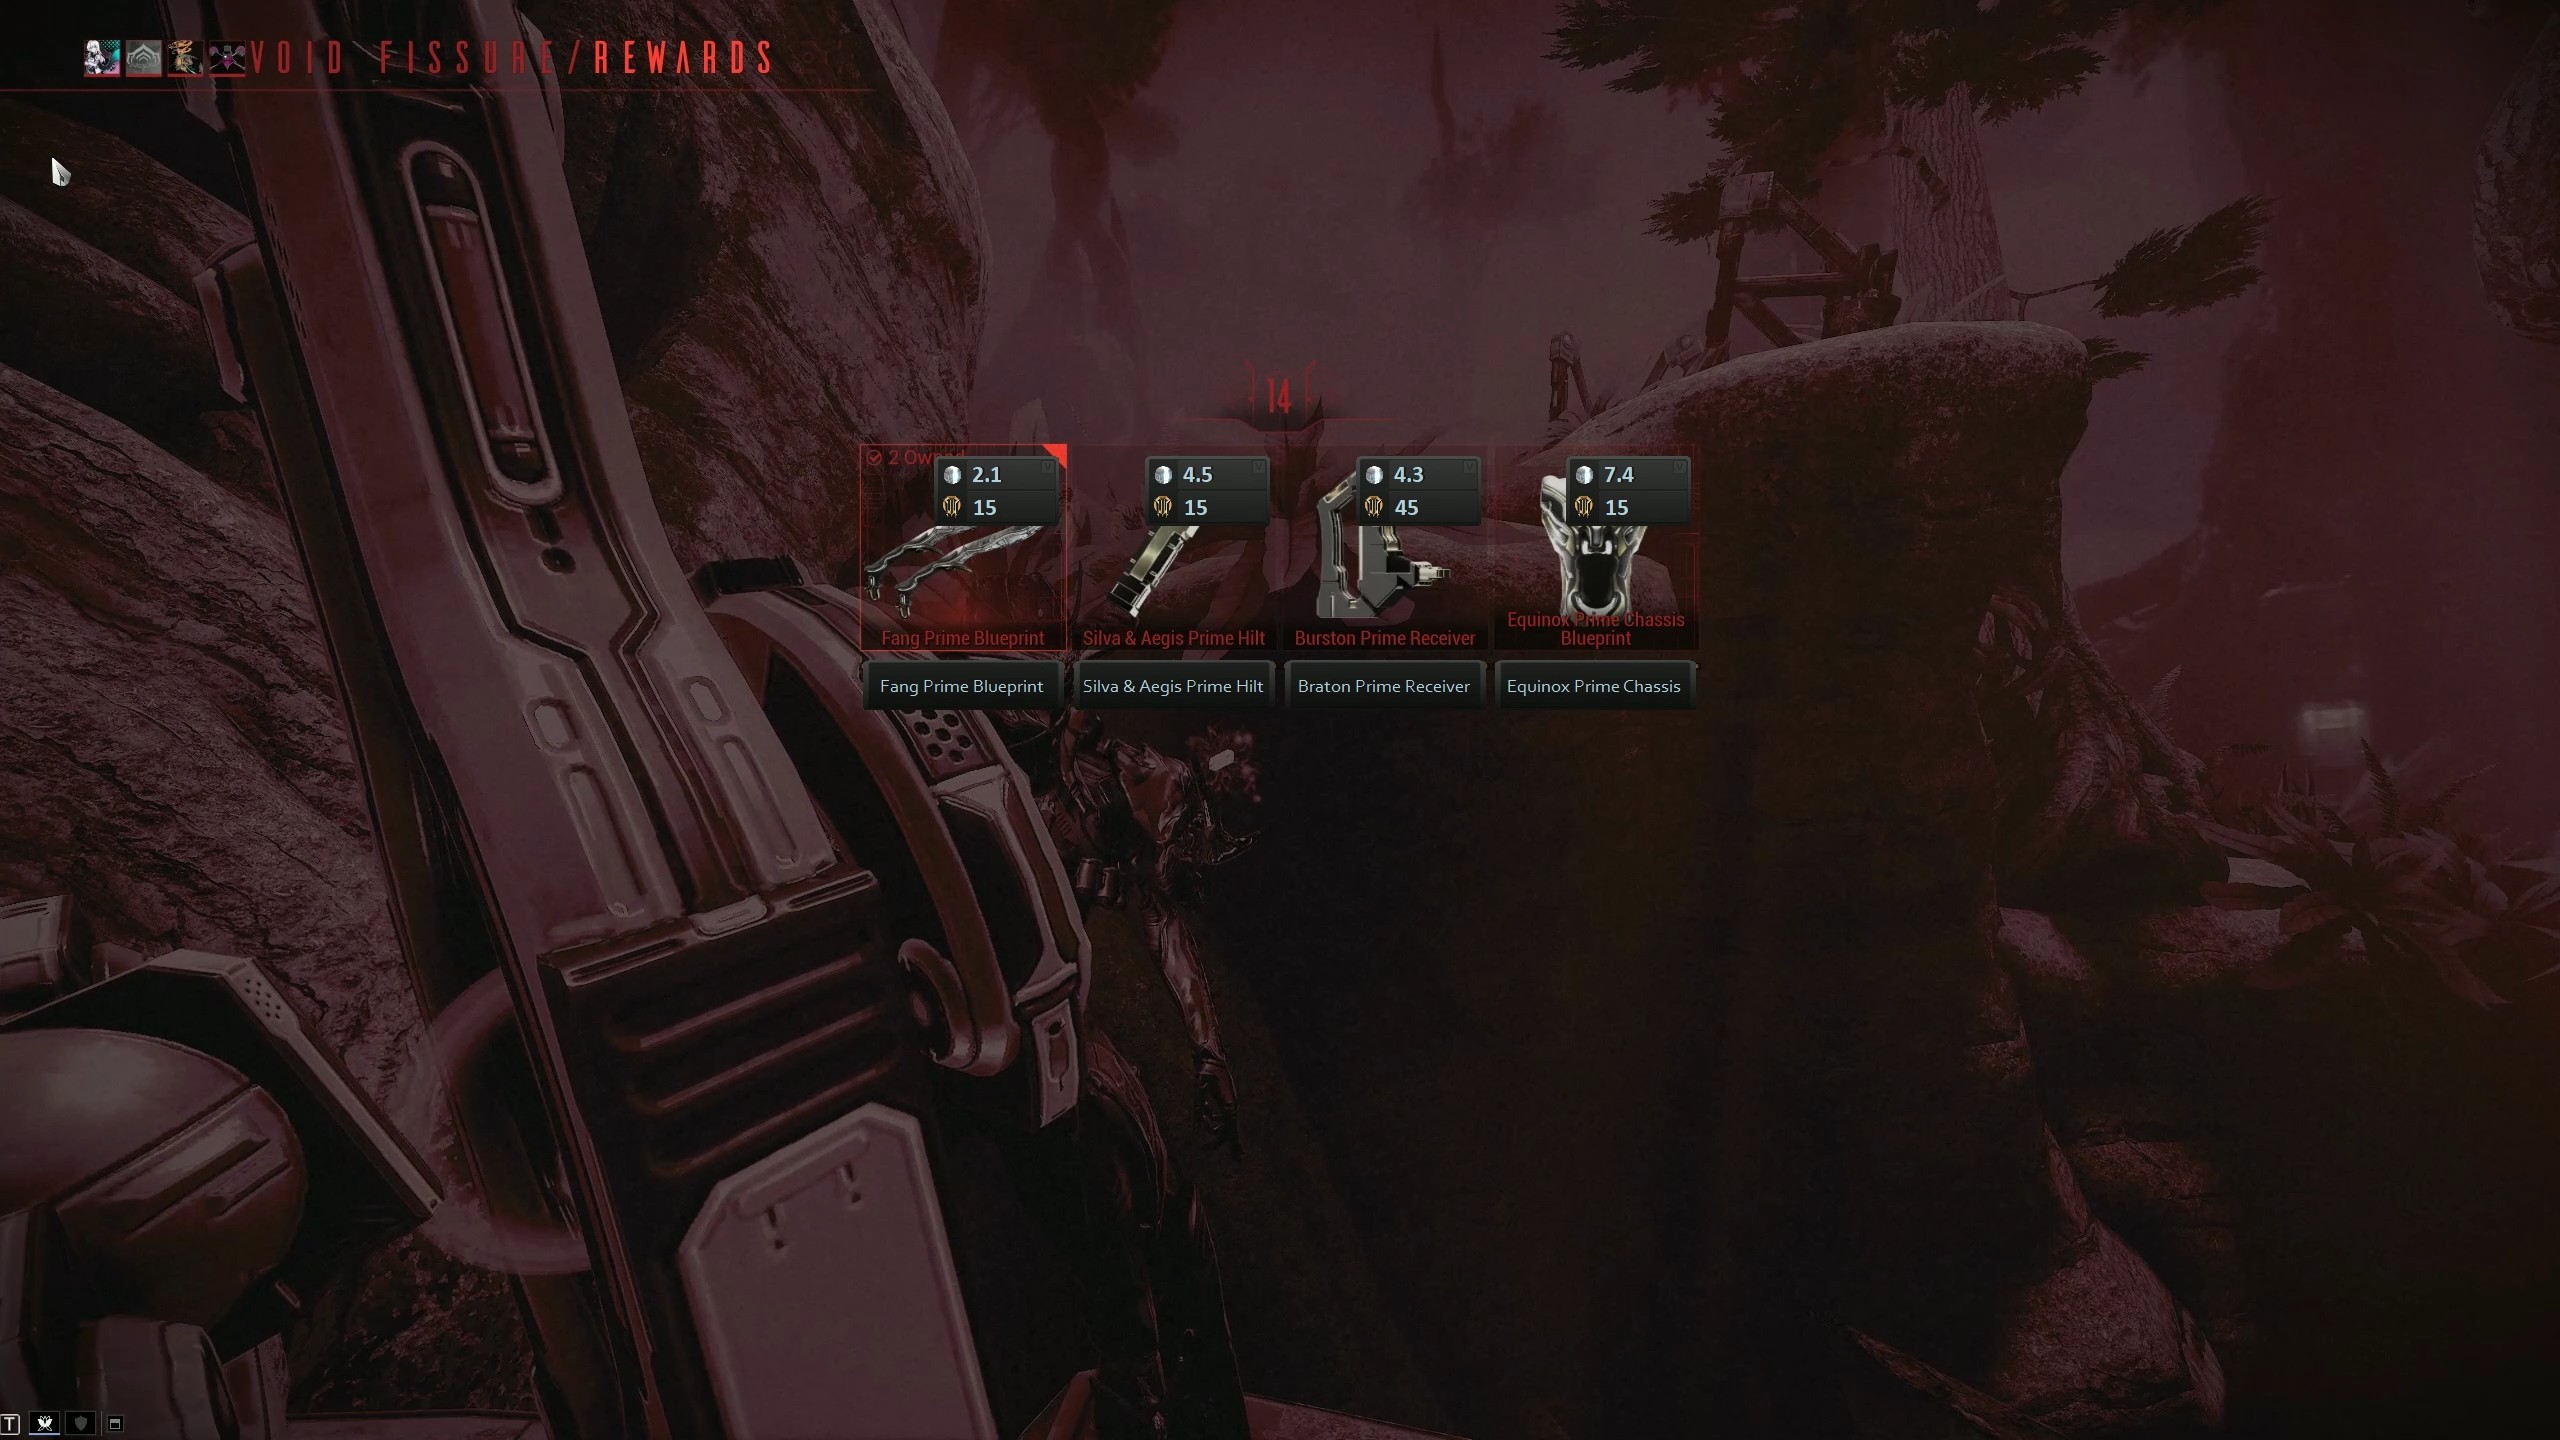 VOID FISSURE/REWARDS
14
2 Own
2.1
15
4.5
15
4.3
45
7.4
15
Fang Prime Blueprint
Silva & Aegis Prime Hilt
Burston Prime Receiver
Equinox Prime Chassis
Blueprint
Fang Prime Blueprint
Silva & Aegis Prime Hilt
Braton Prime Receiver
Equinox Prime Chassis
T